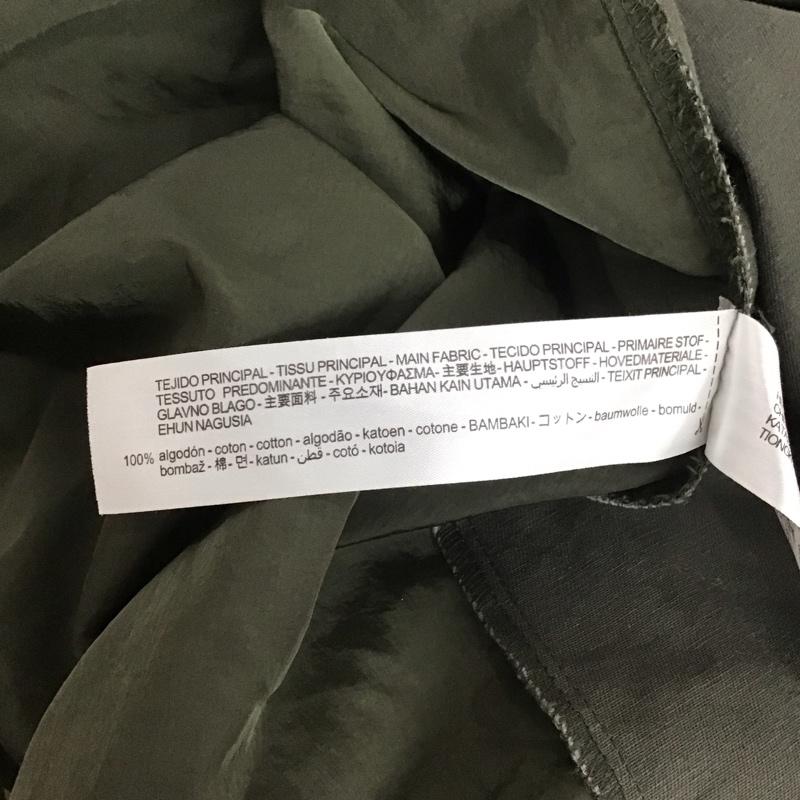 TEJIDO PRINCIPAL - TISSU PRINCIPAL - MAIN FABRIC - TECIDO PRINCIPAL - PRIMAIRE STOF -
TESSUTO PREDOMINANTE - ΚΥΡΙΟΥΦΑΣΜΑ - 主要生地 - HAUPTSTOFF - HOVEDMATERIALE -
GLAVNO BLAGO - 主要面料 - 주요소재 - BAHAN KAIN UTAMA - النسيج الرئيسي - TEIXIT PRINCIPAL -
EHUN NAGUSIA
100% algodón - coton - cotton - algodão - katoen - cotone - BAMBAKI - コットン - baumwolle - bomuld -
bombaž - 棉 - 면 - katun - قطن - cotó - kotoia